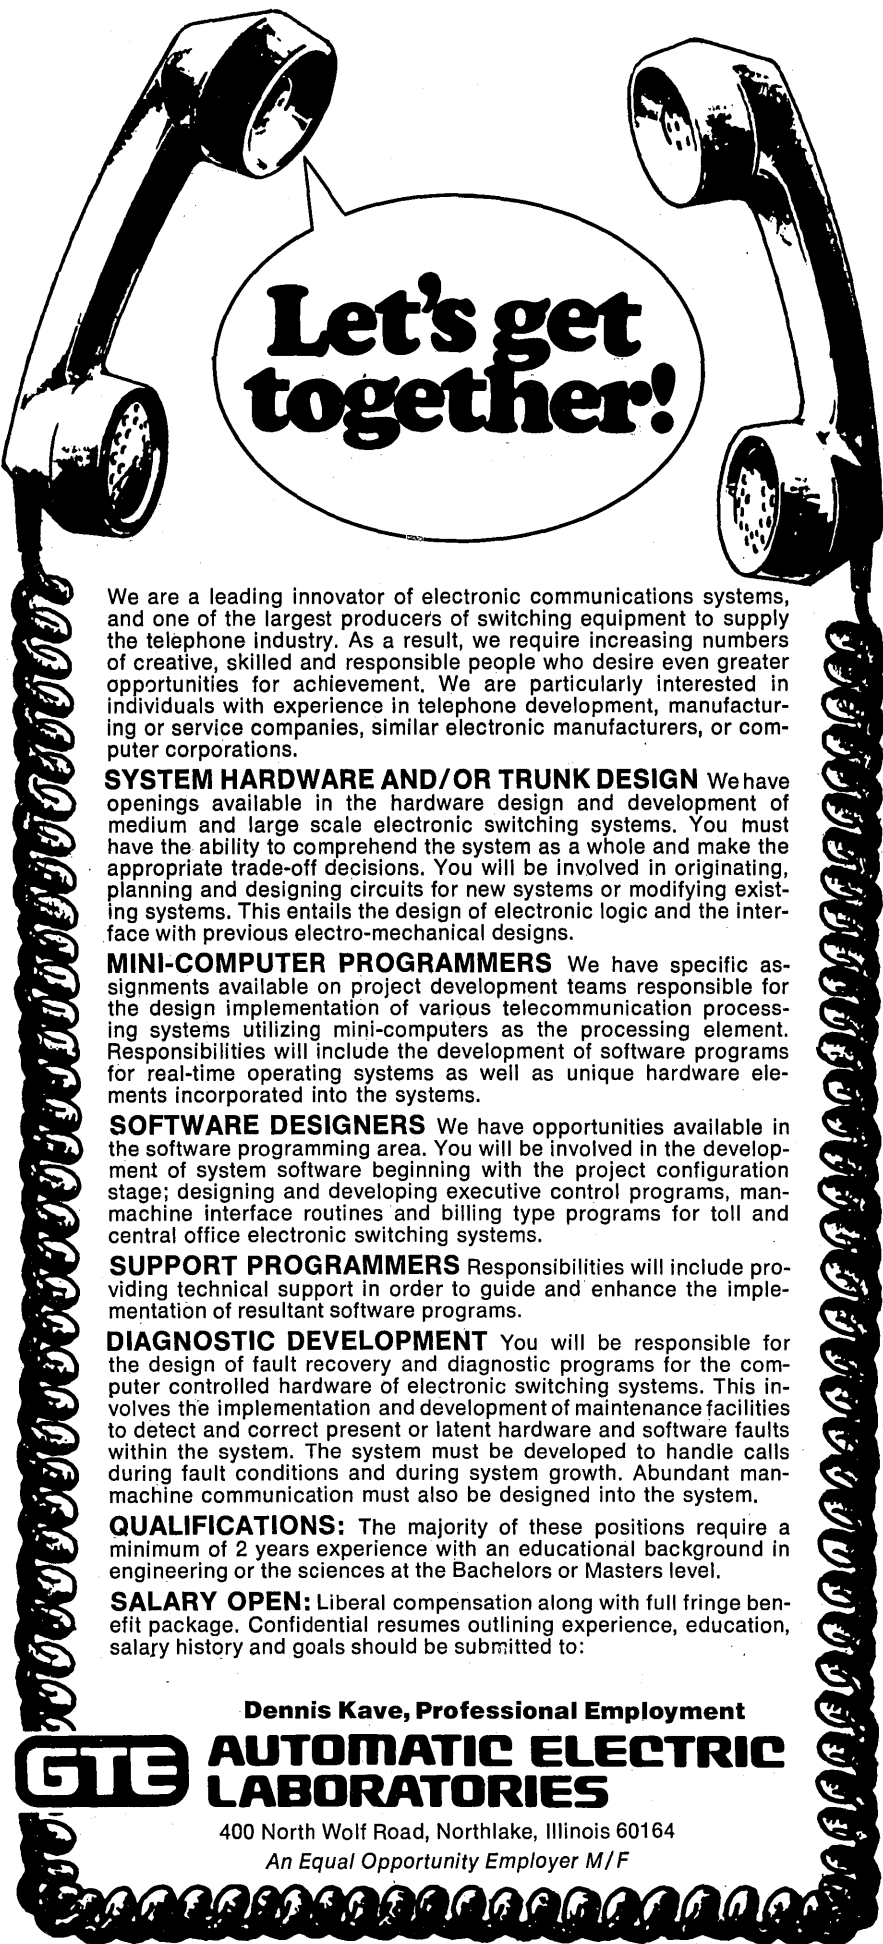 Let's get
together!
We are a leading innovator of electronic communications systems,
and one of the largest producers of switching equipment to supply
the telephone industry. As a result, we require increasing numbers
of creative, skilled and responsible people who desire even greater
opportunities for achievement. We are particularly interested in
individuals with experience in telephone development, manufactur-
ing or service companies, similar electronic manufacturers, or com-
puter corporations.
SYSTEM HARDWARE AND/OR TRUNK DESIGN We have
openings available in the hardware design and development of
medium and large scale electronic switching systems. You must
have the ability to comprehend the system as a whole and make the
appropriate trade-off decisions. You will be involved in originating,
planning and designing circuits for new systems or modifying exist-
ing systems. This entails the design of electronic logic and the inter-
face with previous electro-mechanical designs.
MINI-COMPUTER PROGRAMMERS We have specific as-
signments available on project development teams responsible for
the design implementation of various telecommunication process-
ing systems utilizing mini-computers as the processing element.
Responsibilities will include the development of software programs
for real-time operating systems as well as unique hardware ele-
ments incorporated into the systems.
SOFTWARE DESIGNERS We have opportunities available in
the software programming area. You will be involved in the develop-
ment of system software beginning with the project configuration
stage; designing and developing executive control programs, man-
machine interface routines and billing type programs for toll and
central office electronic switching systems.
SUPPORT PROGRAMMERS Responsibilities will include pro-
viding technical support in order to guide and enhance the imple-
mentation of resultant software programs.
DIAGNOSTIC DEVELOPMENT You will be responsible for
the design of fault recovery and diagnostic programs for the com-
puter controlled hardware of electronic switching systems. This in-
volves the implementation and development of maintenance facilities
to detect and correct present or latent hardware and software faults
within the system. The system must be developed to handle calls
during fault conditions and during system growth. Abundant man-
machine communication must also be designed into the system.
QUALIFICATIONS: The majority of these positions require a
minimum of 2 years experience with an educational background in
engineering or the sciences at the Bachelors or Masters level.
SALARY OPEN: Liberal compensation along with full fringe ben-
efit package. Confidential resumes outlining experience, education,
salary history and goals should be submitted to:
Dennis Kave, Professional Employment
GTE AUTOMATIC ELECTRIC
LABORATORIES
400 North Wolf Road, Northlake, Illinois 60164
An Equal Opportunity Employer M/F